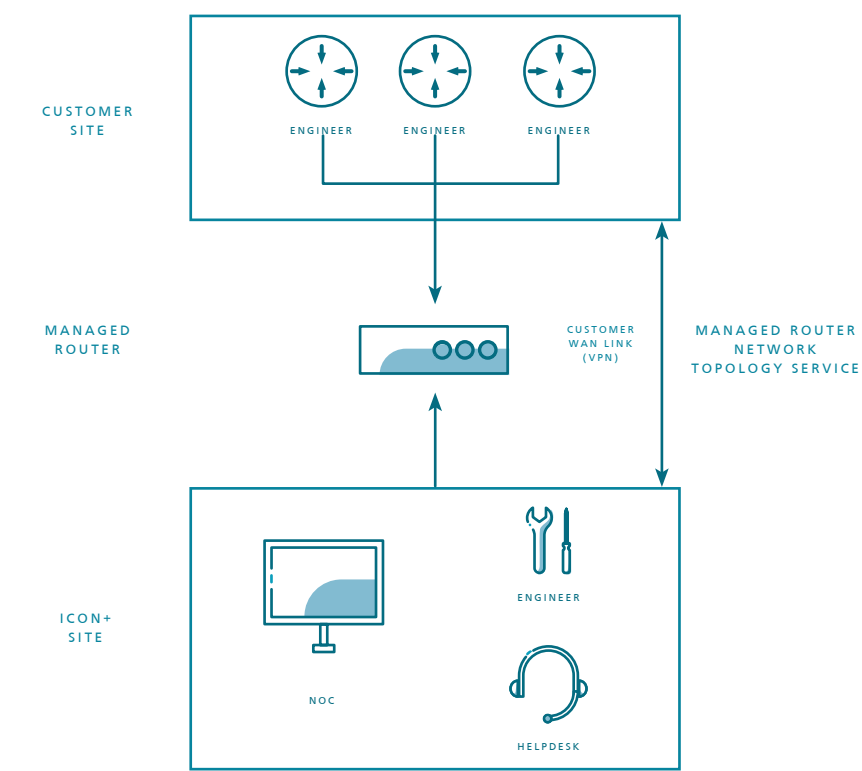 CUSTOMER
SITE
ENGINEER
ENGINEER
ENGINEER
MANAGED
ROUTER
CUSTOMER
WAN LINK
(VPN)
MANAGED ROUTER
NETWORK
TOPOLOGY SERVICE
ICON+
SITE
NOC
ENGINEER
HELPDESK